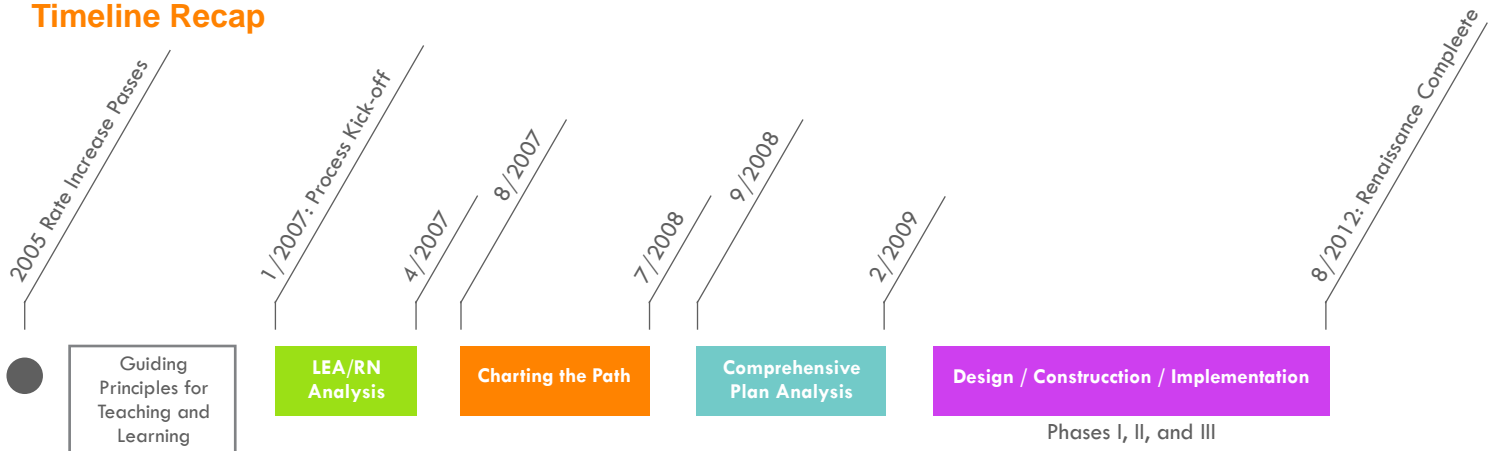 Timeline Recap
2005 Rate Increase Passes
1/2007: Process Kick-off
4/2007
8/2007
7/2008
9/2008
2/2009
8/2012: Renaissance Compleete
Guiding
Principles for
Teaching and
Learning
LEA/RN
Analysis
Charting the Path
Comprehensive
Plan Analysis
Design / Construcction / Implementation
Phases I, II, and III